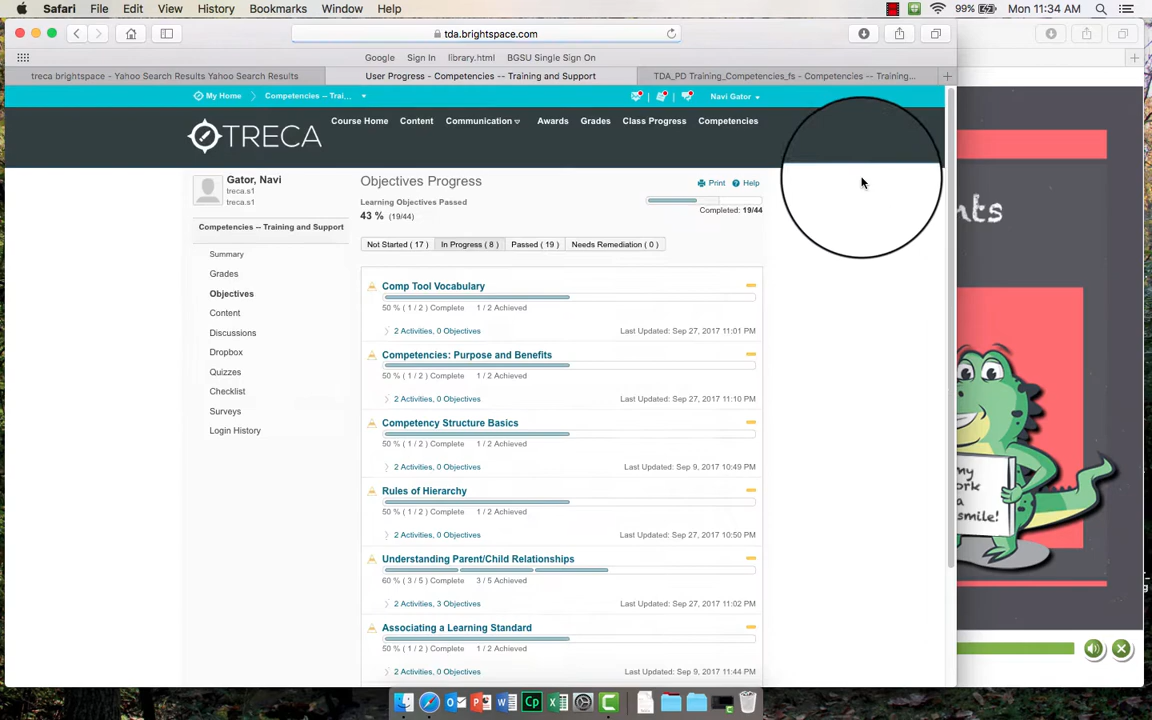 Safari File Edit View History Bookmarks Window Help 99% Mon 11:34 AM
tda.brightspace.com
Google Sign In library.html BGSU Single Sign On
treca brightspace - Yahoo Search Results Yahoo Search Results User Progress - Competencies -- Training and Support TDA_PD Training_Competencies_fs - Competencies -- Training...
My Home Competencies -- Trai... Navi Gator
TRECA Course Home Content Communication Awards Grades Class Progress Competencies
Gator, Navi
treca.s1
treca.s1
Competencies -- Training and Support
Summary
Grades
Objectives
Content
Discussions
Dropbox
Quizzes
Checklist
Surveys
Login History
Objectives Progress
Print Help
Learning Objectives Passed
43 % (19/44)
Completed: 19/44
Not Started ( 17 ) In Progress ( 8 ) Passed ( 19 ) Needs Remediation ( 0 )
Comp Tool Vocabulary
50 % ( 1 / 2 ) Complete 1 / 2 Achieved
2 Activities, 0 Objectives Last Updated: Sep 27, 2017 11:01 PM
Competencies: Purpose and Benefits
50 % ( 1 / 2 ) Complete 1 / 2 Achieved
2 Activities, 0 Objectives Last Updated: Sep 27, 2017 11:10 PM
Competency Structure Basics
50 % ( 1 / 2 ) Complete 1 / 2 Achieved
2 Activities, 0 Objectives Last Updated: Sep 9, 2017 10:49 PM
Rules of Hierarchy
50 % ( 1 / 2 ) Complete 1 / 2 Achieved
2 Activities, 0 Objectives Last Updated: Sep 27, 2017 10:50 PM
Understanding Parent/Child Relationships
60 % ( 3 / 5 ) Complete 3 / 5 Achieved
2 Activities, 3 Objectives Last Updated: Sep 27, 2017 11:02 PM
Associating a Learning Standard
50 % ( 1 / 2 ) Complete 1 / 2 Achieved
2 Activities, 0 Objectives Last Updated: Sep 9, 2017 11:44 PM
nts
my
ork
a
smile!
Cp